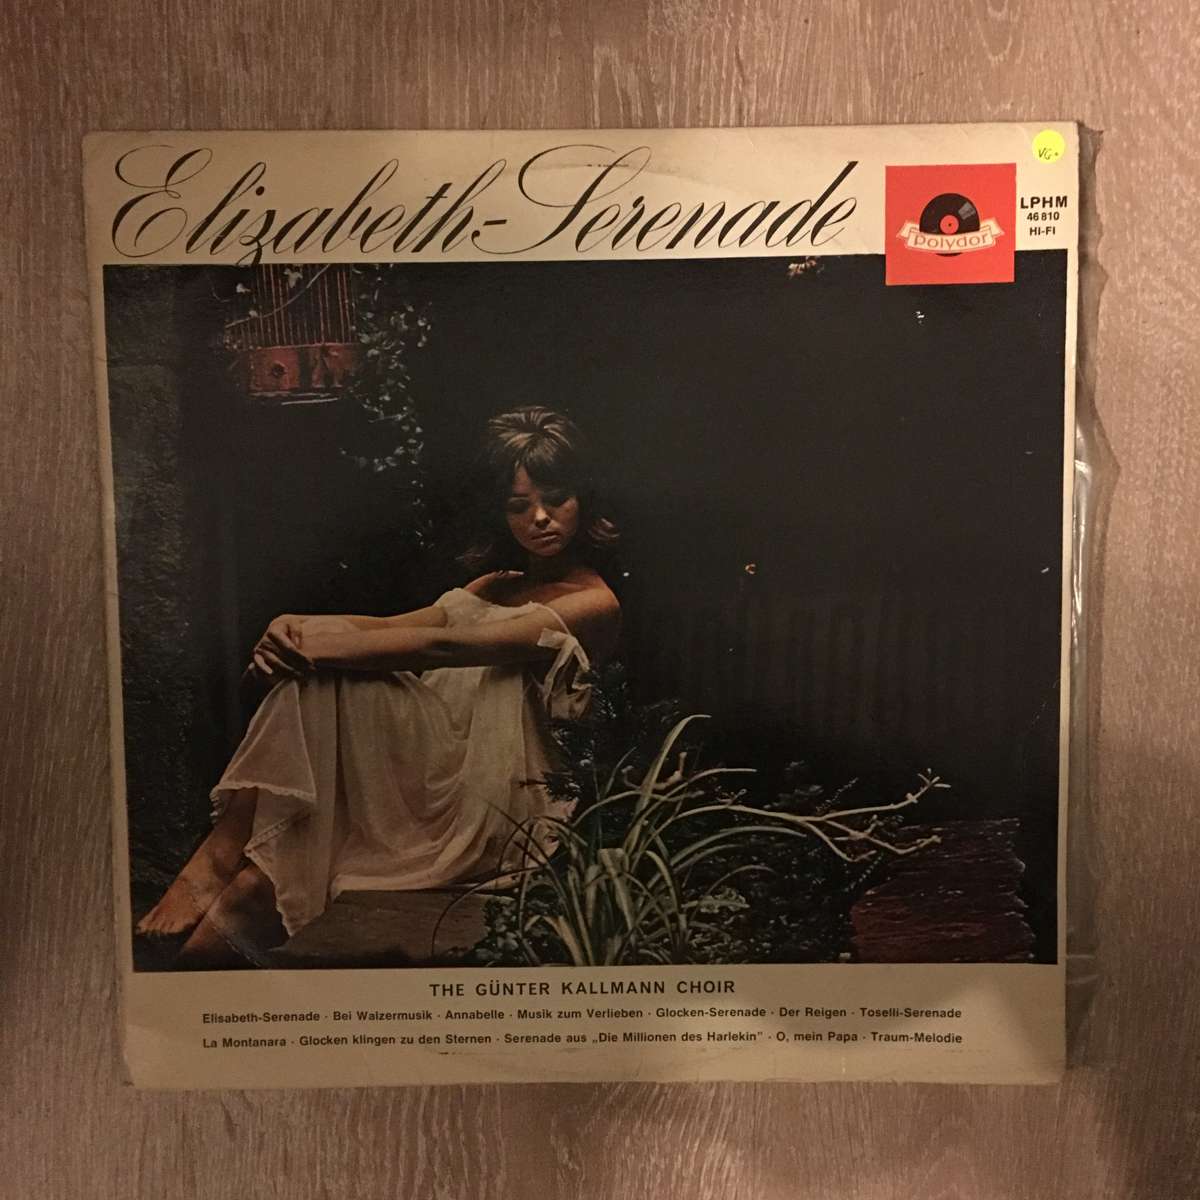 Elizabeth-Serenade
VG+
polydor
LPHM
46 810
HI-FI
THE GÜNTER KALLMANN CHOIR
Elisabeth-Serenade · Bei Walzermusik · Annabelle · Musik zum Verlieben · Glocken-Serenade · Der Reigen · Toselli-Serenade
La Montanara · Glocken klingen zu den Sternen · Serenade aus „Die Millionen des Harlekin” · O, mein Papa · Traum-Melodie